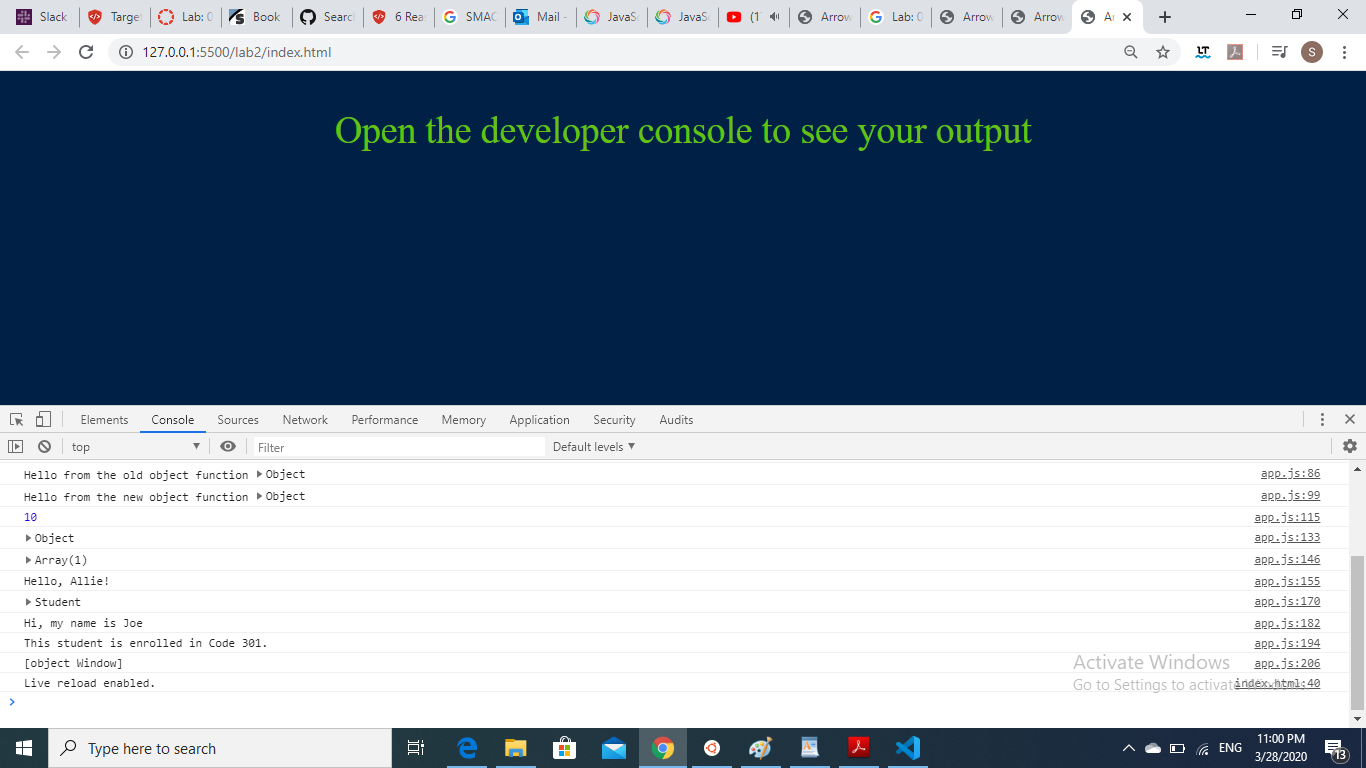 Slack Targe Lab: 0 Book Searc 6 Rea SMAC Mail - JavaSc JavaSc (1 Arrow Lab: 0 Arrow Arrow Ar
127.0.0.1:5500/lab2/index.html
S
Open the developer console to see your output
Elements Console Sources Network Performance Memory Application Security Audits
top Filter Default levels
Hello from the old object function Object app.js:86
Hello from the new object function Object app.js:99
10 app.js:115
Object app.js:133
Array(1) app.js:146
Hello, Allie! app.js:155
Student app.js:170
Hi, my name is Joe app.js:182
This student is enrolled in Code 301. app.js:194
[object Window] app.js:206
Live reload enabled. index.html:40
Activate Windows
Go to Settings to activate Windows.
Type here to search
ENG
11:00 PM
3/28/2020
13